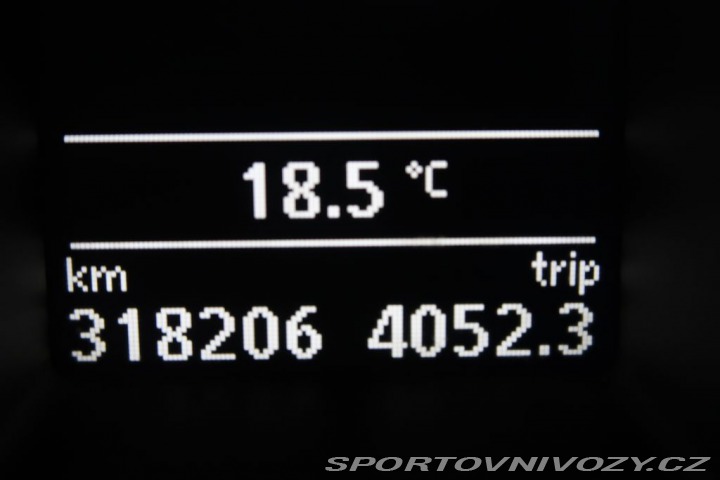 18.5 °C
km trip
318206 4052.3
SPORTOVNIVOZY.CZ